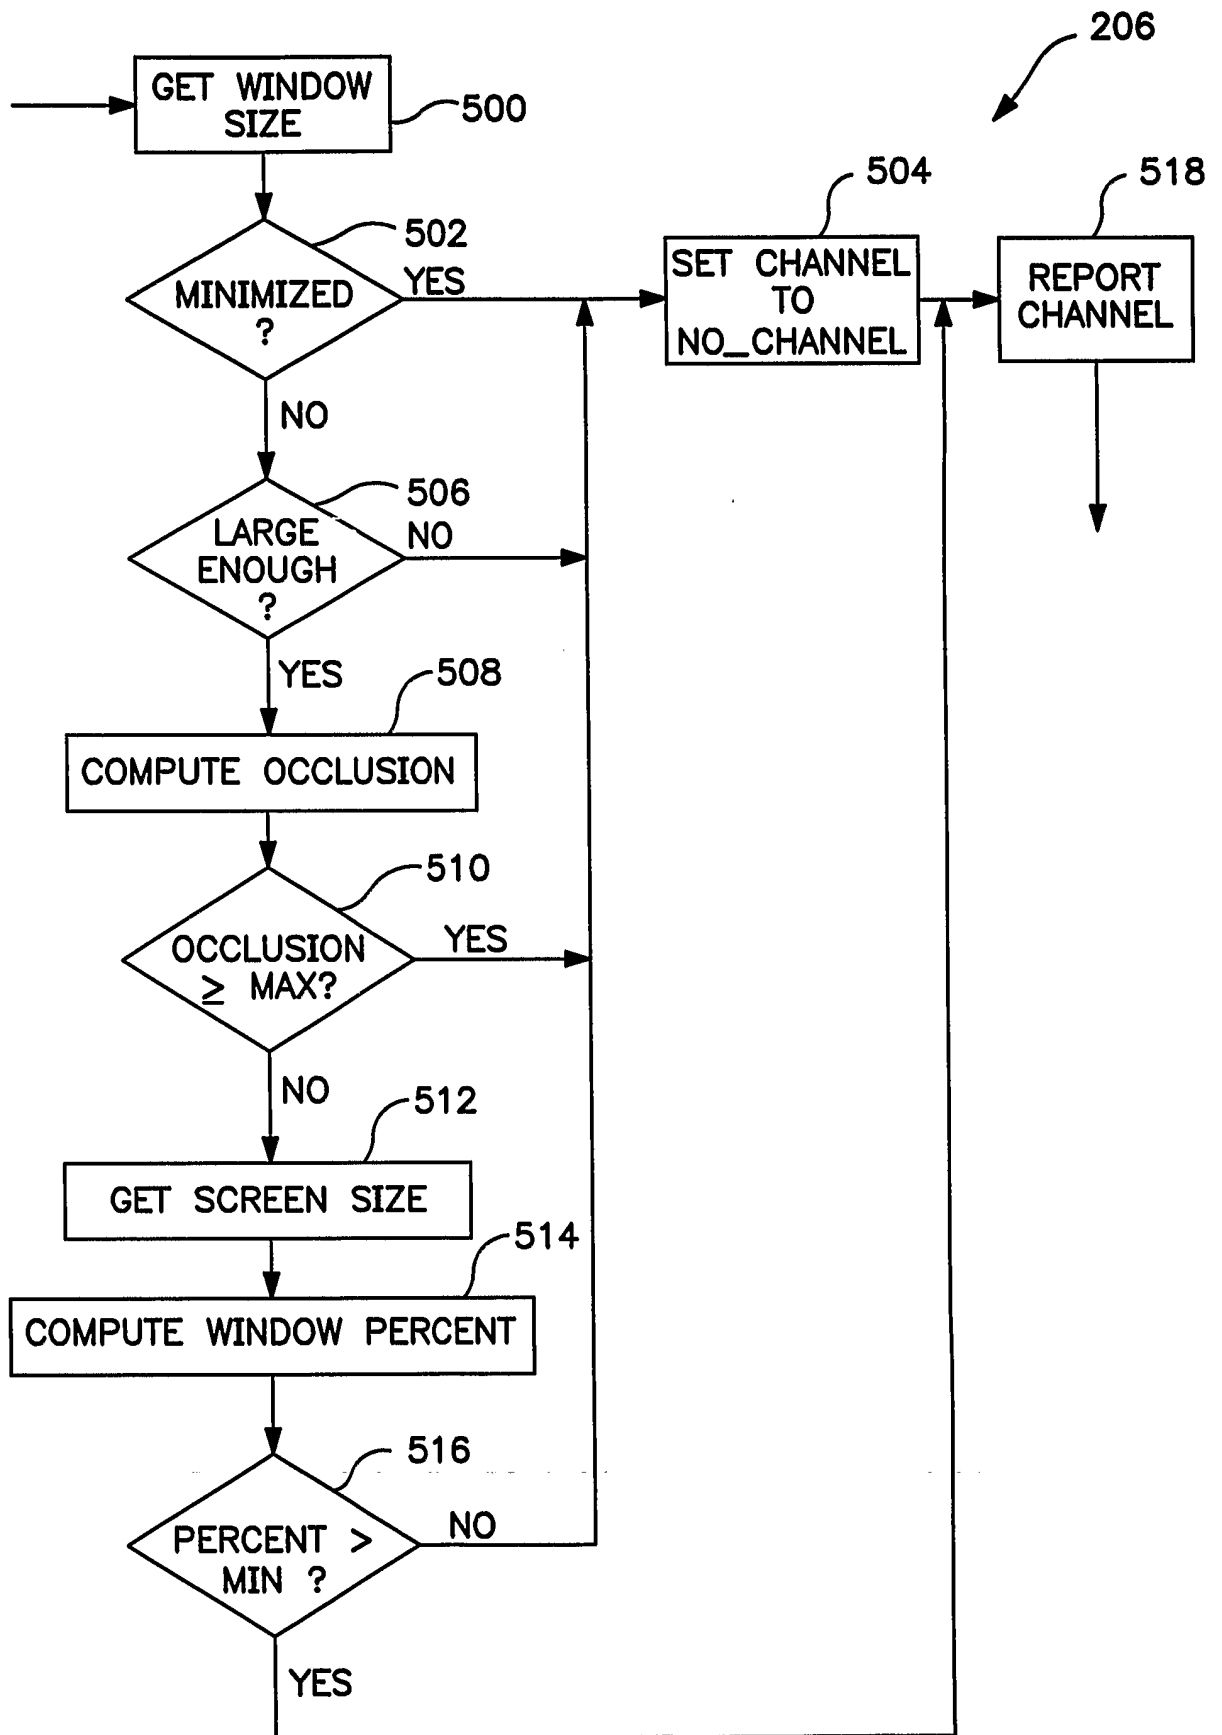 206
GET WINDOW
SIZE
500
502
MINIMIZED
?
YES
NO
504
SET CHANNEL
TO
NO_CHANNEL
518
REPORT
CHANNEL
506
LARGE
ENOUGH
?
NO
YES
508
COMPUTE OCCLUSION
510
OCCLUSION
≥ MAX?
YES
NO
512
GET SCREEN SIZE
514
COMPUTE WINDOW PERCENT
516
PERCENT >
MIN ?
NO
YES